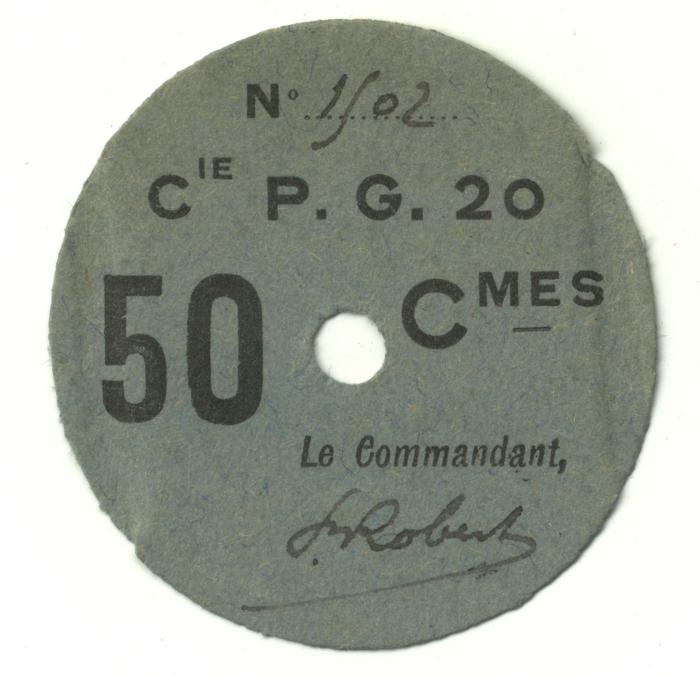 N° 1502
CIE P. G. 20
50 CMES
Le Commandant,
Robert